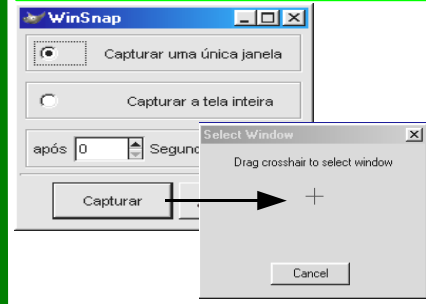 WinSnap
Capturar uma única janela
Capturar a tela inteira
após 0
Capturar
Select Window
Drag crosshair to select window
Cancel